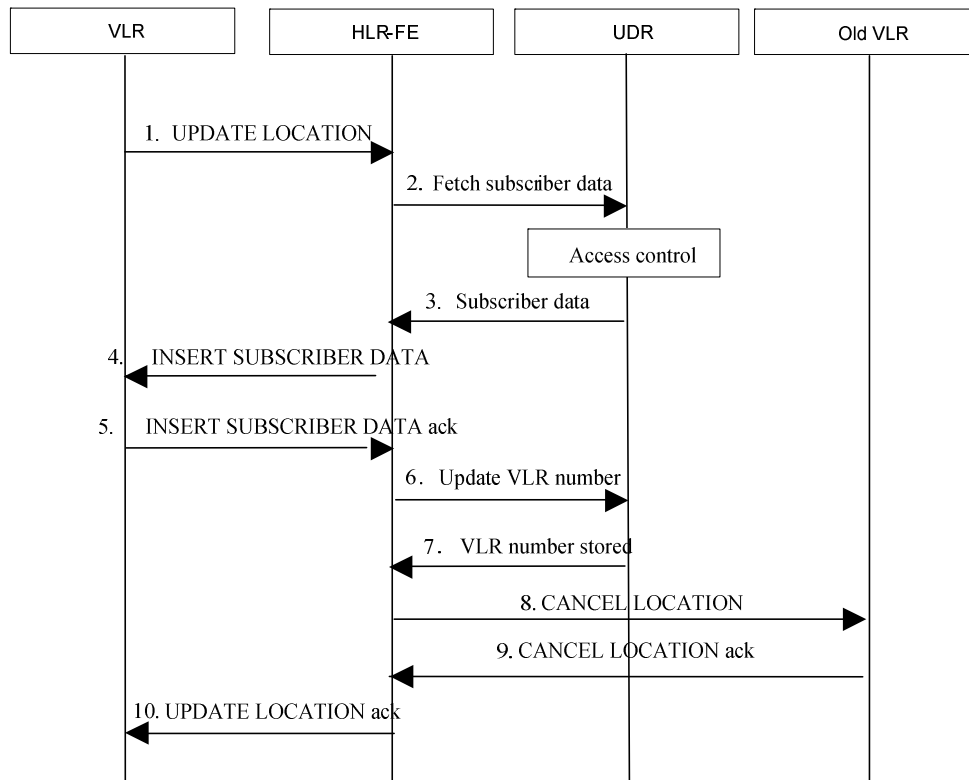 VLR
HLR-FE
UDR
Old VLR
1. UPDATE LOCATION
2. Fetch subscriber data
Access control
3. Subscriber data
4. INSERT SUBSCRIBER DATA
5. INSERT SUBSCRIBER DATA ack
6. Update VLR number
7. VLR number stored
8. CANCEL LOCATION
9. CANCEL LOCATION ack
10. UPDATE LOCATION ack